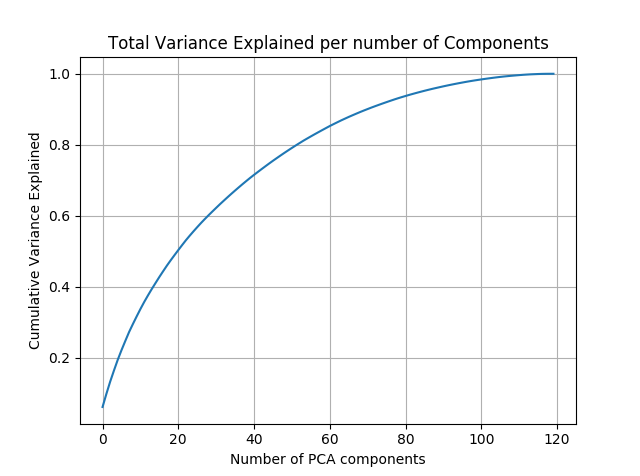 Total Variance Explained per number of Components
1.0
0.8
0.6
0.4
0.2
Cumulative Variance Explained
0 20 40 60 80 100 120
Number of PCA components